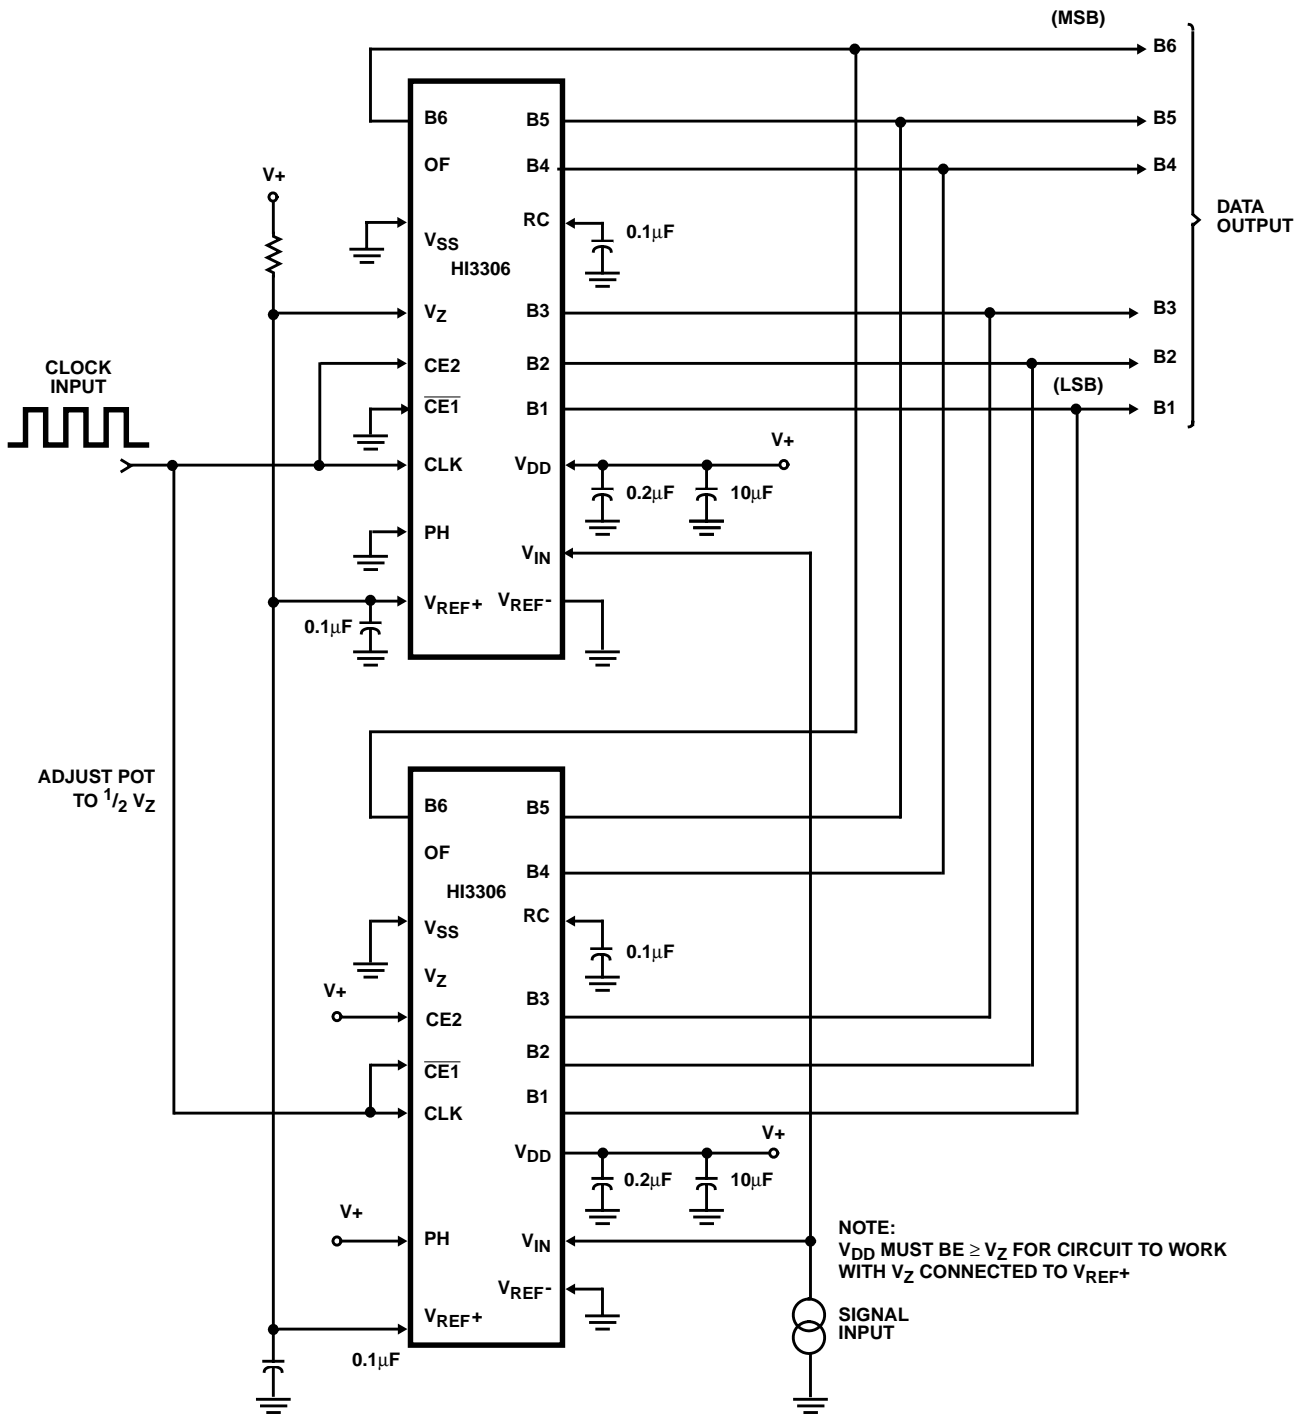 (MSB)
B6
B5
B4
B3
B2
(LSB)
B1
DATA
OUTPUT
V+
CLOCK
INPUT
B6
OF
VSS
HI3306
VZ
CE2
CE1
CLK
PH
VREF+
0.1μF
B5
B4
RC
0.1μF
B3
B2
B1
VDD
V+
0.2μF
10μF
VIN
VREF-
ADJUST POT
TO 1/2 VZ
B6
OF
HI3306
VSS
VZ
V+
CE2
CE1
CLK
V+
PH
VREF+
0.1μF
B5
B4
RC
0.1μF
B3
B2
B1
VDD
V+
0.2μF
10μF
VIN
VREF-
NOTE:
VDD MUST BE ≥ VZ FOR CIRCUIT TO WORK
WITH VZ CONNECTED TO VREF+
SIGNAL
INPUT